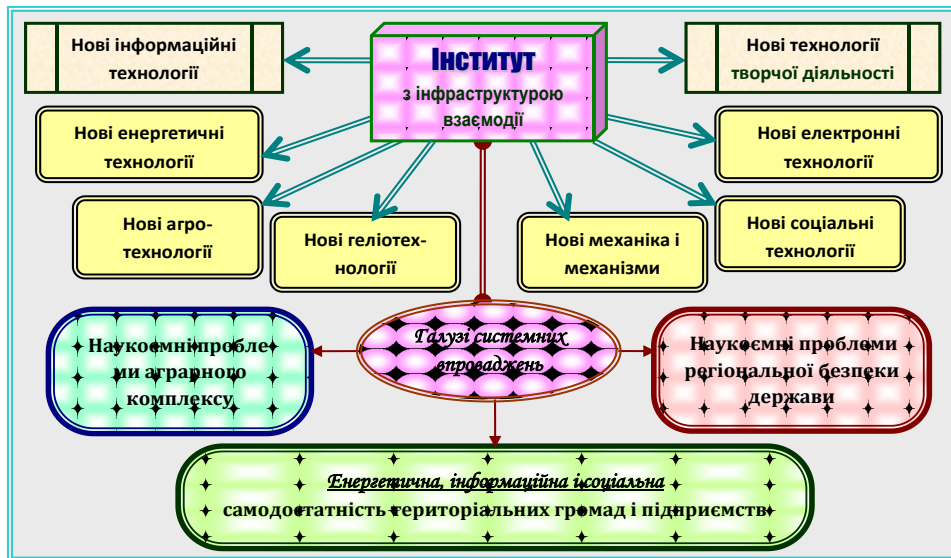 Нові інформаційні
технології
Інститут
з інфраструктурою
взаємодії
Нові технології
творчої діяльності
Нові енергетичні
технології
Нові електронні
технології
Нові агро-
технології
Нові геліотех-
нології
Нові механіка і
механізми
Нові соціальні
технології
Галузі системних
впроваджень
Наукоємні пробле
ми аграрного
комплексу
Наукоємні проблеми
регіональної безпеки
держави
Енергетична, інформаційна і соціальна
самодостатність територіальних громад і підприємств